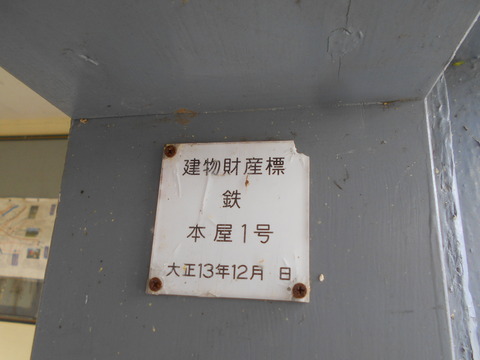 建物財産標
鉄
本屋1号
大正13年12月 日